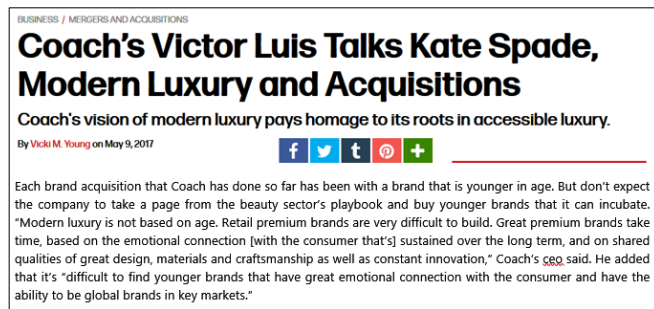 BUSINESS / MERGERS AND ACQUISITIONS
Coach's Victor Luis Talks Kate Spade,
Modern Luxury and Acquisitions
Coach's vision of modern luxury pays homage to its roots in accessible luxury.
By Vicki M. Young on May 9, 2017
Each brand acquisition that Coach has done so far has been with a brand that is younger in age. But don't expect
the company to take a page from the beauty sector's playbook and buy younger brands that it can incubate.
"Modern luxury is not based on age. Retail premium brands are very difficult to build. Great premium brands take
time, based on the emotional connection [with the consumer that's] sustained over the long term, and on shared
qualities of great design, materials and craftsmanship as well as constant innovation," Coach's ceo said. He added
that it's "difficult to find younger brands that have great emotional connection with the consumer and have the
ability to be global brands in key markets."